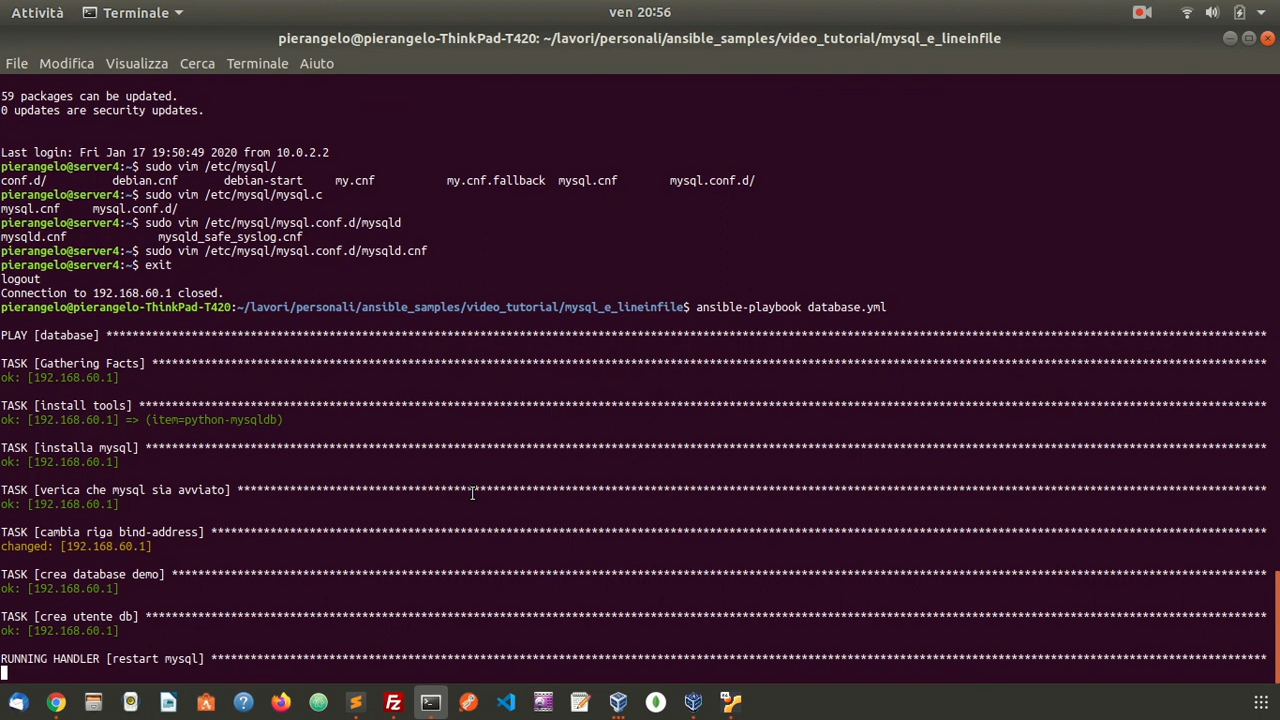 Attività Terminale ven 20:56
pierangelo@pierangelo-ThinkPad-T420: ~/lavori/personali/ansible_samples/video_tutorial/mysql_e_lineinfile
File Modifica Visualizza Cerca Terminale Aiuto
59 packages can be updated.
0 updates are security updates.
Last login: Fri Jan 17 19:50:49 2020 from 10.0.2.2
pierangelo@server4:~$ sudo vim /etc/mysql/
conf.d/ debian.cnf debian-start my.cnf my.cnf.fallback mysql.cnf mysql.conf.d/
pierangelo@server4:~$ sudo vim /etc/mysql/mysql.c
mysql.cnf mysql.conf.d/
pierangelo@server4:~$ sudo vim /etc/mysql/mysql.conf.d/mysqld
mysqld.cnf mysqld_safe_syslog.cnf
pierangelo@server4:~$ sudo vim /etc/mysql/mysql.conf.d/mysqld.cnf
pierangelo@server4:~$ exit
logout
Connection to 192.168.60.1 closed.
pierangelo@pierangelo-ThinkPad-T420:~/lavori/personali/ansible_samples/video_tutorial/mysql_e_lineinfile$ ansible-playbook database.yml
PLAY [database] ****************************************************************
TASK [Gathering Facts] ****************************************************************
ok: [192.168.60.1]
TASK [install tools] ****************************************************************
ok: [192.168.60.1] => (item=python-mysqldb)
TASK [installa mysql] ****************************************************************
ok: [192.168.60.1]
TASK [verica che mysql sia avviato] ****************************************************************
ok: [192.168.60.1]
TASK [cambia riga bind-address] ****************************************************************
changed: [192.168.60.1]
TASK [crea database demo] ****************************************************************
ok: [192.168.60.1]
TASK [crea utente db] ****************************************************************
ok: [192.168.60.1]
RUNNING HANDLER [restart mysql] ****************************************************************